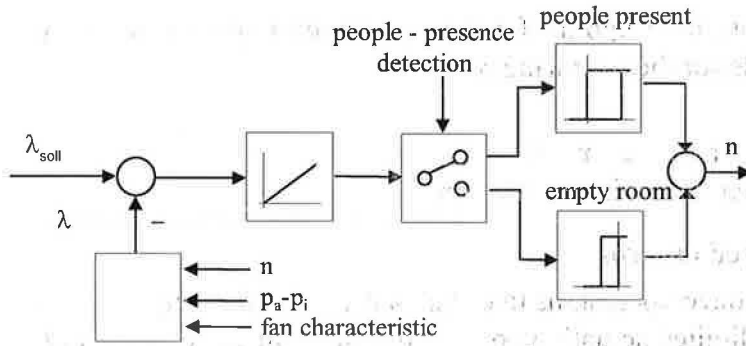 people present
people - presence
detection
λsoll
n
empty room
λ
–
n
pa-pi
fan characteristic